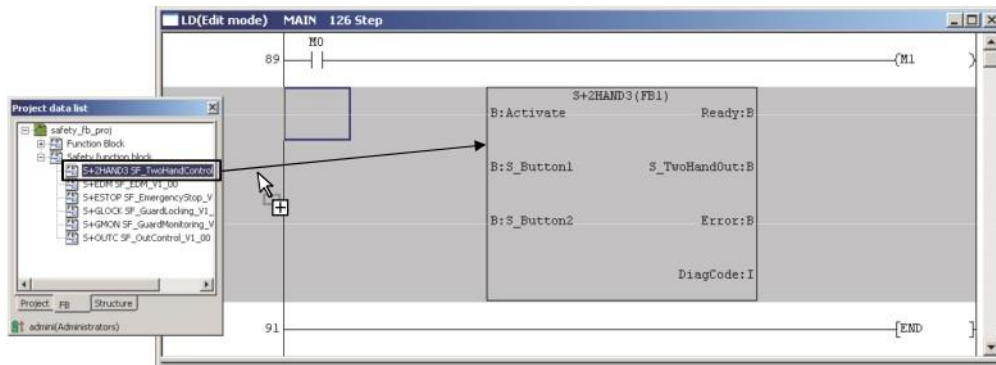 LD(Edit mode) MAIN 126 Step
M0
89
M1
Project data list
safety_fb_proj
Function Block
Safety function block
S+2HAND3 SF_TwoHandControl
S+EDM SF_EDM_V1_00
S+ESTOP SF_EmergencyStop_V
S+GLOCK SF_GuardLocking_V1_
S+GMON SF_GuardMonitoring_V
S+OUTC SF_OutControl_V1_00
Project FB Structure
admini(Administrators)
S+2HAND3(FB1)
B:Activate Ready:B
B:S_Button1 S_TwoHandOut:B
B:S_Button2 Error:B
DiagCode:I
91
END